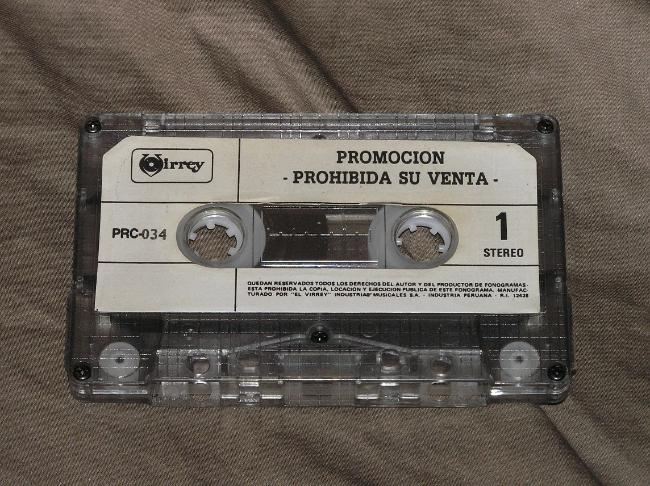 Virrey
PROMOCION
- PROHIBIDA SU VENTA -
PRC-034
1
STEREO
QUEDAN RESERVADOS TODOS LOS DERECHOS DEL AUTOR Y DEL PRODUCTOR DE FONOGRAMAS-
ESTA PROHIBIDA LA COPIA, LOCACION Y EJECUCION PUBLICA DE ESTE FONOGRAMA. MANUFAC-
TURADO POR "EL VIRREY" INDUSTRIAS MUSICALES S.A. - INDUSTRIA PERUANA - R.I. 12428